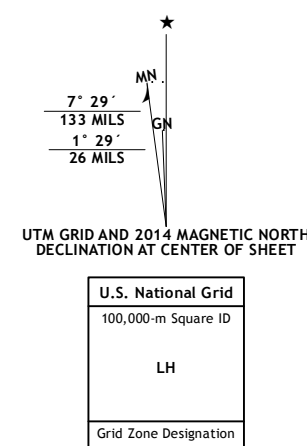 MN
7° 29´
133 MILS
GN
1° 29´
26 MILS
UTM GRID AND 2014 MAGNETIC NORTH
DECLINATION AT CENTER OF SHEET
U.S. National Grid
100,000-m Square ID
LH
Grid Zone Designation